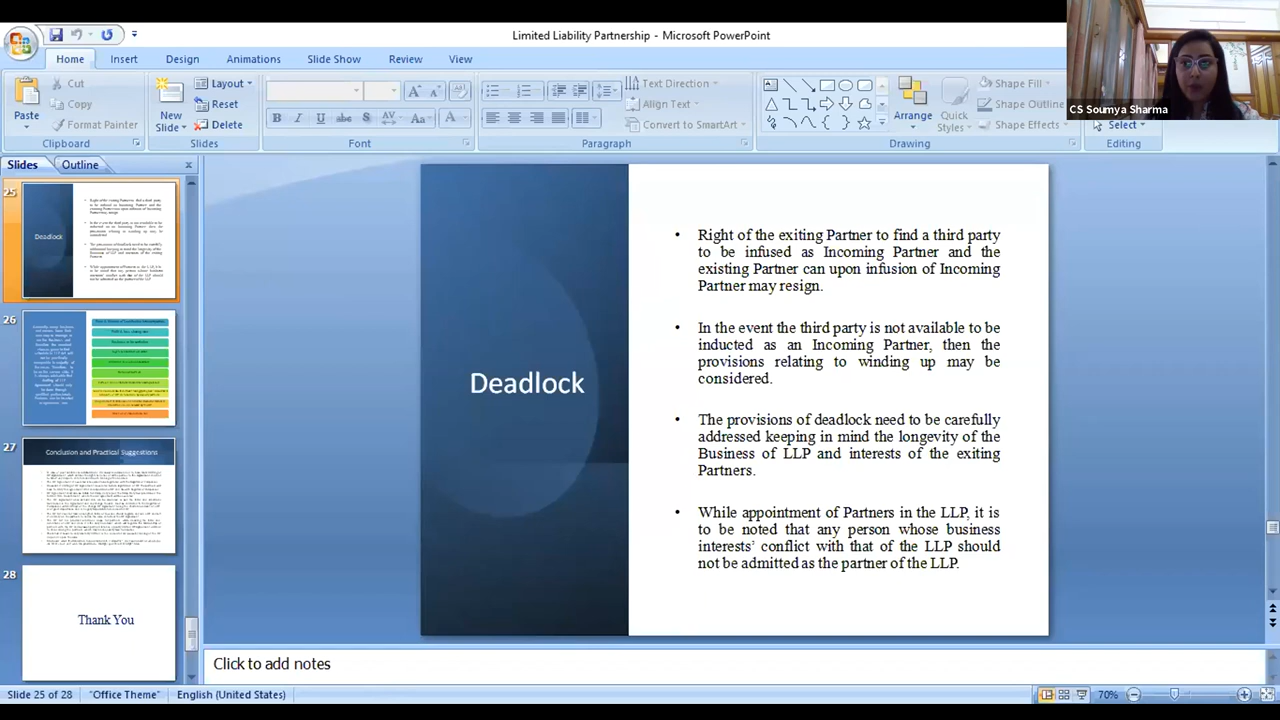 Limited Liability Partnership - Microsoft PowerPoint
Home Insert Design Animations Slide Show Review View
Paste
Cut
Copy
Format Painter
Clipboard
New
Slide
Layout
Reset
Delete
Slides
B I U abc S AV Aa A
Font
Text Direction
Align Text
Convert to SmartArt
Paragraph
Arrange
Quick
Styles
Shape Fill
Shape Outline
Shape Effects
Drawing
Select
Editing
CS Soumya Sharma
Slides Outline
25
Deadlock
26
27
Conclusion and Practical Suggestions
28
Thank You
Deadlock
• Right of the exiting Partner to find a third party
to be infused as Incoming Partner and the
existing Partner can upon infusion of Incoming
Partner may resign.
• In the event the third party is not available to be
inducted as an Incoming Partner, then the
provisions relating to winding up may be
considered.
• The provisions of deadlock need to be carefully
addressed keeping in mind the longevity of the
Business of LLP and interests of the exiting
Partners.
• While appointment of Partners in the LLP, it is
to be noted that any person whose business
interests' conflict with that of the LLP should
not be admitted as the partner of the LLP.
Click to add notes
Slide 25 of 28 "Office Theme" English (United States) 70%